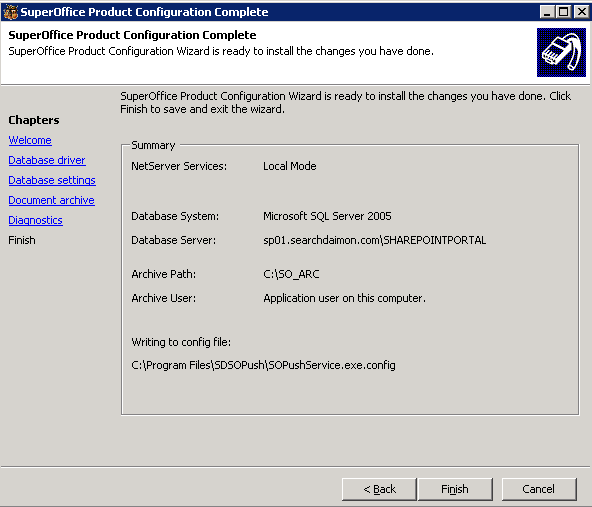 SuperOffice Product Configuration Complete
SuperOffice Product Configuration Complete
SuperOffice Product Configuration Wizard is ready to install the changes you have done.
SuperOffice Product Configuration Wizard is ready to install the changes you have done. Click
Finish to save and exit the wizard.
Chapters
Welcome
Database driver
Database settings
Document archive
Diagnostics
Finish
Summary
NetServer Services: Local Mode
Database System: Microsoft SQL Server 2005
Database Server: sp01.searchdaimon.com\SHAREPOINTPORTAL
Archive Path: C:\SO_ARC
Archive User: Application user on this computer.
Writing to config file:
C:\Program Files\SDSOPush\SOPushService.exe.config
< Back
Finish
Cancel